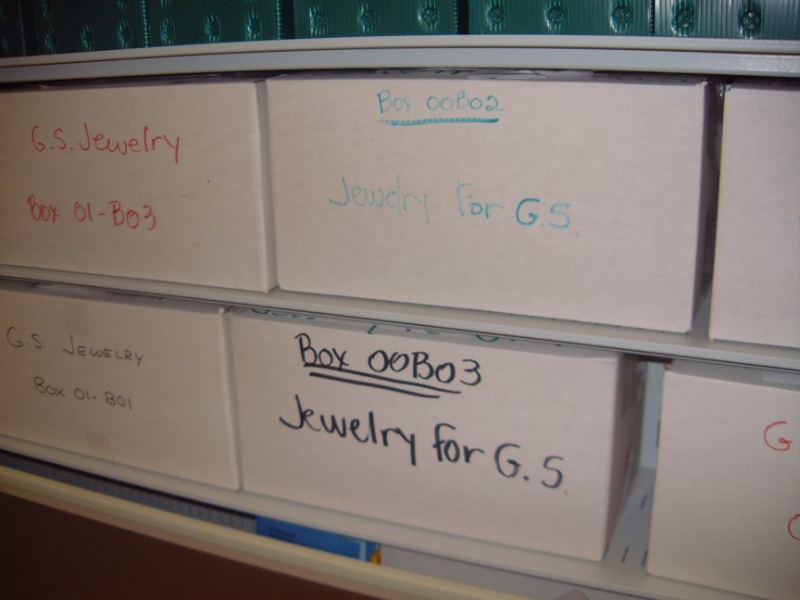 G.S. Jewelry
Box 01-B03
Box 00B02
Jewelry For G.S.
G.S. JEWELRY
Box 01-B01
Box 00B03
Jewelry for G.S.
G